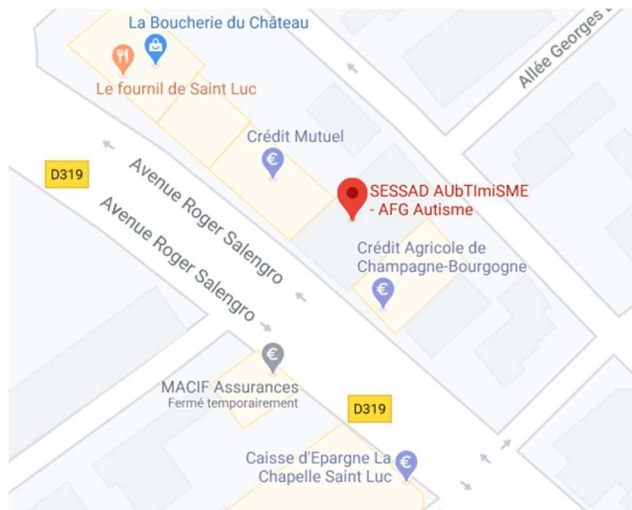 La Boucherie du Château
Allée Georges
Le fournil de Saint Luc
Crédit Mutuel
D319
Avenue Roger Salengro
Avenue Roger Salengro
SESSAD AUbTImiSME
- AFG Autisme
Crédit Agricole de
Champagne-Bourgogne
MACIF Assurances
Fermé temporairement
D319
Caisse d'Epargne La
Chapelle Saint Luc